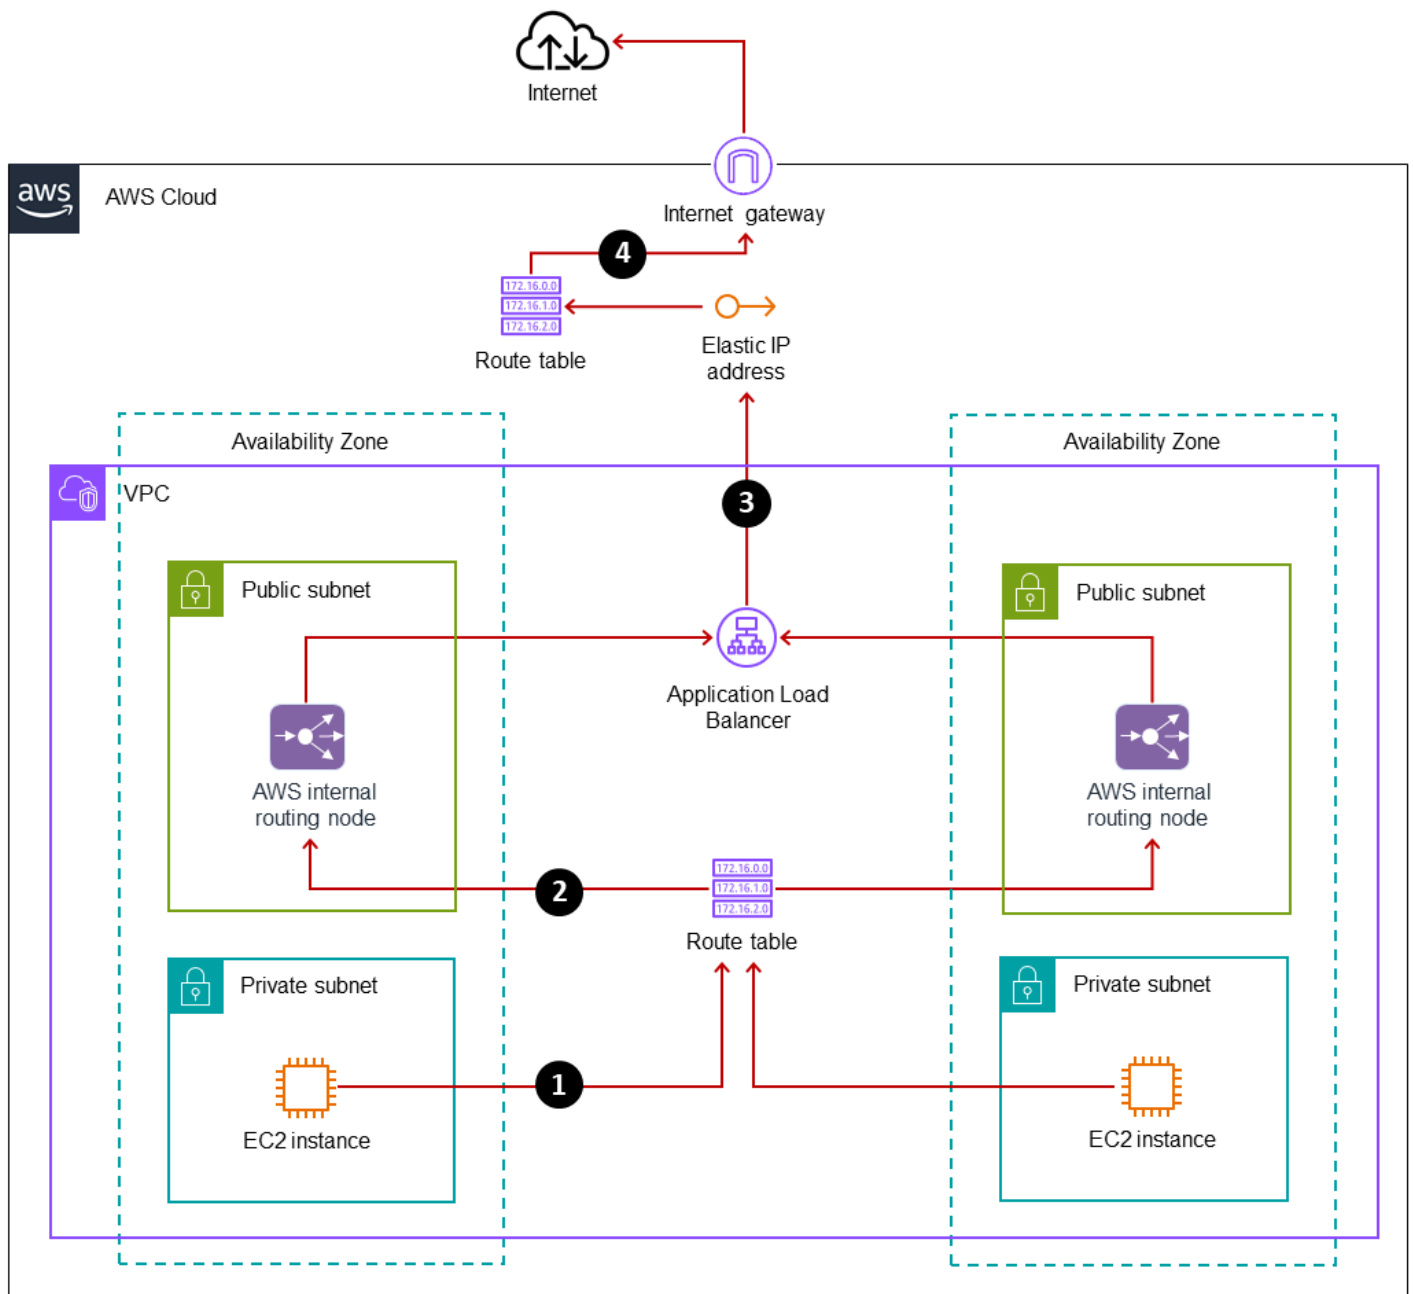 Internet
aws
AWS Cloud
Internet gateway
4
172.16.0.0
172.16.1.0
172.16.2.0
Route table
Elastic IP
address
Availability Zone
Availability Zone
VPC
3
Public subnet
Public subnet
Application Load
Balancer
AWS internal
routing node
AWS internal
routing node
2
172.16.0.0
172.16.1.0
172.16.2.0
Route table
Private subnet
Private subnet
1
EC2 instance
EC2 instance